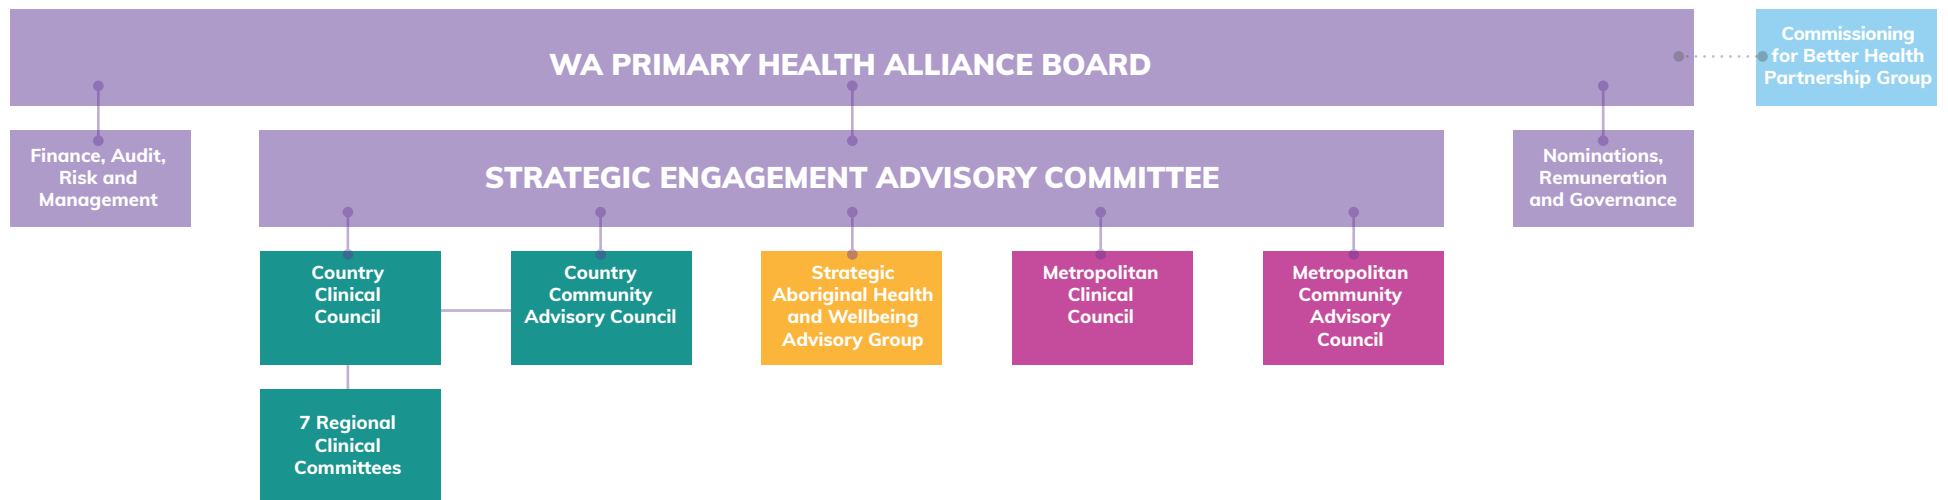 WA PRIMARY HEALTH ALLIANCE BOARD
Commissioning
for Better Health
Partnership Group
Finance, Audit,
Risk and
Management
STRATEGIC ENGAGEMENT ADVISORY COMMITTEE
Nominations,
Remuneration
and Governance
Country
Clinical
Council
Country
Community
Advisory Council
Strategic
Aboriginal Health
and Wellbeing
Advisory Group
Metropolitan
Clinical
Council
Metropolitan
Community
Advisory
Council
7 Regional
Clinical
Committees